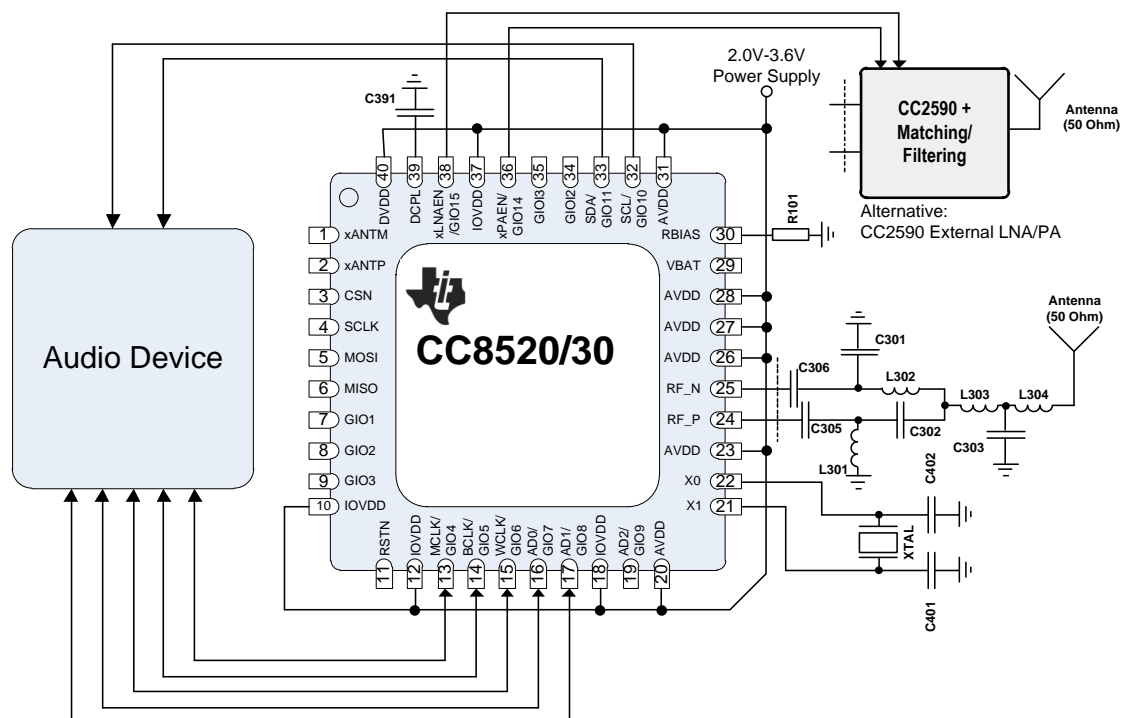 2.0V-3.6V
Power Supply
C391
CC2590 +
Matching/
Filtering
Antenna
(50 Ohm)
Alternative:
CC2590 External LNA/PA
40
39
38
37
36
35
34
33
32
31
DVDD
DCPL
xLNAEN
/GIO15
IOVDD
xPAEN/
GIO14
GIOI3
GIOI2
SDA/
GIO11
SCL/
GIO10
AVDD
Audio Device
1 xANTM
2 xANTP
3 CSN
4 SCLK
5 MOSI
6 MISO
7 GIO1
8 GIO2
9 GIO3
10 IOVDD
ti
CC8520/30
RBIAS 30
VBAT 29
AVDD 28
AVDD 27
AVDD 26
RF_N 25
RF_P 24
AVDD 23
X0 22
X1 21
R101
C301
C306
L302
Antenna
(50 Ohm)
L303
L304
C305
C302
C303
L301
C402
XTAL
C401
RSTN
IOVDD
MCLK/
GIO4
BCLK/
GIO5
WCLK/
GIO6
AD0/
GIO7
AD1/
GIO8
IOVDD
AD2/
GIO9
AVDD
11
12
13
14
15
16
17
18
19
20